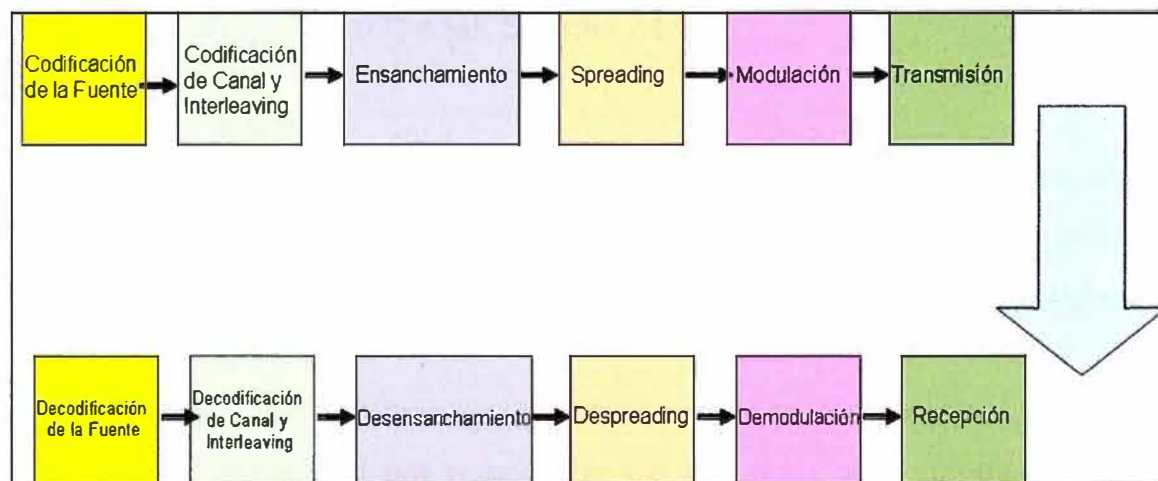 Codificación
de la Fuente
Codificación
de Canal y
Interleaving
Ensanchamiento
Spreading
Modulación
Transmisión
Decodificación
de la Fuente
Decodificación
de Canal y
Interleaving
Desensanchamiento
Despreading
Demodulación
Recepción